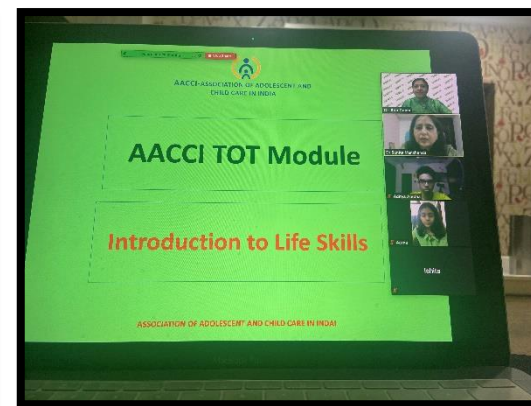 AACCI-ASSOCIATION OF ADOLESCENT AND
CHILD CARE IN INDIA
AACCI TOT Module
Introduction to Life Skills
ASSOCIATION OF ADOLESCENT AND CHILD CARE IN INDAI
Ishita